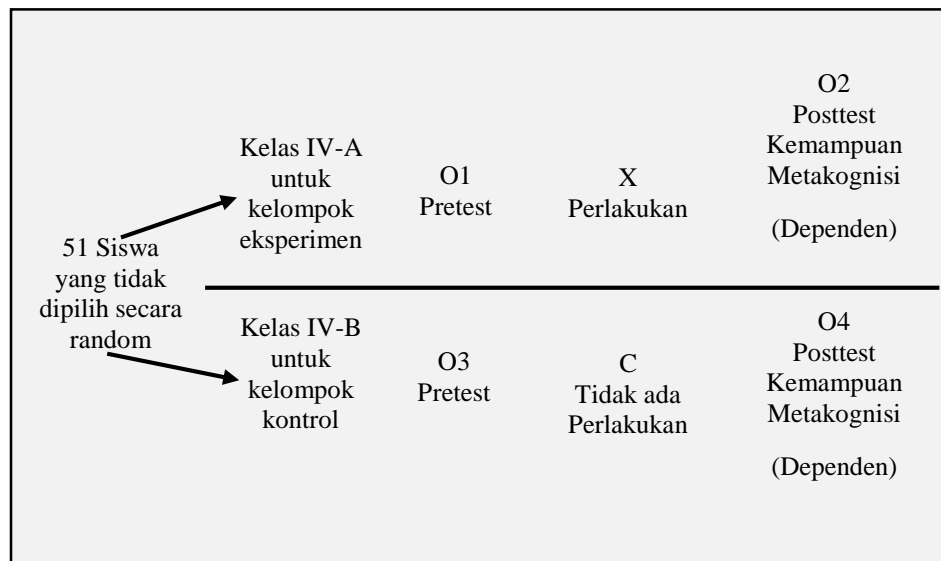 51 Siswa
yang tidak
dipilih secara
random
Kelas IV-A
untuk
kelompok
eksperimen
O1
Pretest
X
Perlakukan
O2
Posttest
Kemampuan
Metakognisi
(Dependen)
Kelas IV-B
untuk
kelompok
kontrol
O3
Pretest
C
Tidak ada
Perlakukan
O4
Posttest
Kemampuan
Metakognisi
(Dependen)